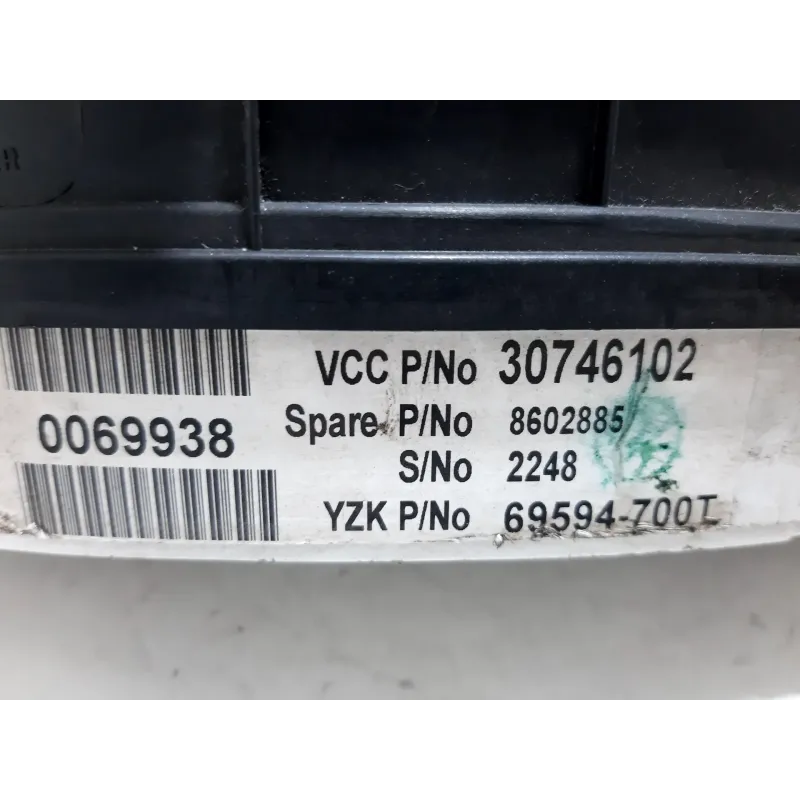 VCC P/No 30746102
0069938
Spare P/No 8602885
S/No 2248
YZK P/No 69594-700T